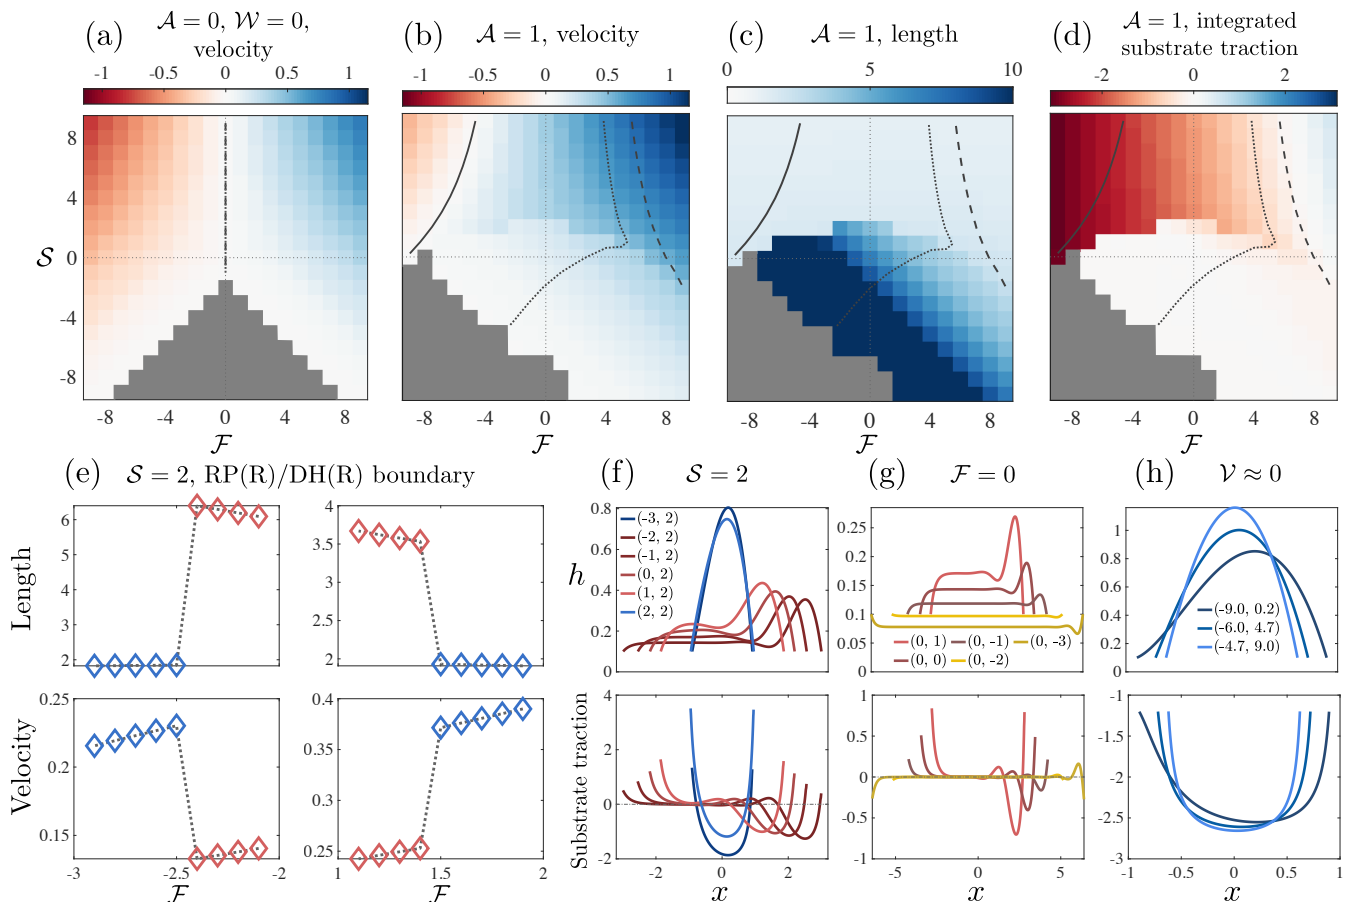 (a) 𝒜 = 0, 𝒲 = 0, velocity
-1 -0.5 0 0.5 1
(b) 𝒜 = 1, velocity
-1 -0.5 0 0.5 1
(c) 𝒜 = 1, length
0 5 10
(d) 𝒜 = 1, integrated substrate traction
-2 0 2
𝒮
8
4
0
-4
-8
-8 -4 0 4 8
ℱ
-8 -4 0 4 8
ℱ
-8 -4 0 4 8
ℱ
-8 -4 0 4 8
ℱ
(e) 𝒮 = 2, RP(R)/DH(R) boundary
Length
6
5
4
3
2
4
3.5
3
2.5
2
Velocity
0.25
0.2
0.15
-3 -2.5 -2
ℱ
0.4
0.35
0.3
0.25
1 1.5 2
ℱ
(f) 𝒮 = 2
h
0.8
0.6
0.4
0.2
0
(-3, 2)
(-2, 2)
(-1, 2)
(0, 2)
(1, 2)
(2, 2)
Substrate traction
4
2
0
-2
-2 0 2
x
(g) ℱ = 0
0.25
0.2
0.15
0.1
0.05
0
(0, 1) (0, -1) (0, -3)
(0, 0) (0, -2)
1
0.5
0
-0.5
-1
-5 0 5
x
(h) 𝒱 ≈ 0
1
0.8
0.6
0.4
0.2
0
(-9.0, 0.2)
(-6.0, 4.7)
(-4.7, 9.0)
-1
-1.5
-2
-2.5
-3
-1 -0.5 0 0.5 1
x